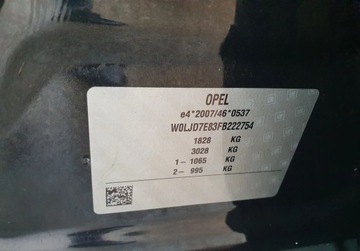 OPEL
e4*2007/46*0537
W0LJD7E83FB222754
1828 KG
3028 KG
1- 1065 KG
2- 995 KG